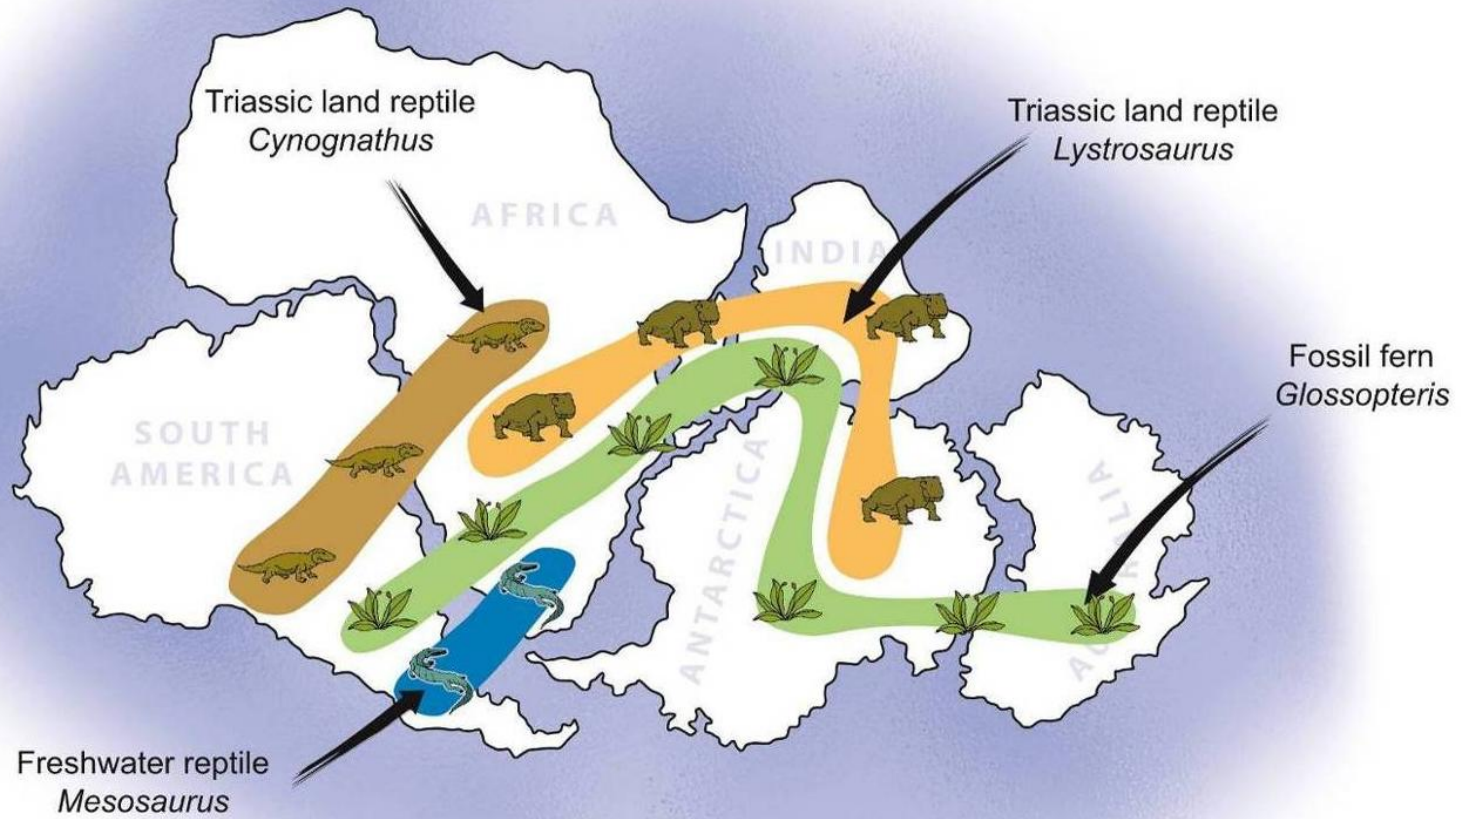 Triassic land reptile
Cynognathus
Triassic land reptile
Lystrosaurus
AFRICA
INDIA
Fossil fern
Glossopteris
SOUTH
AMERICA
ANTARCTICA
Freshwater reptile
Mesosaurus